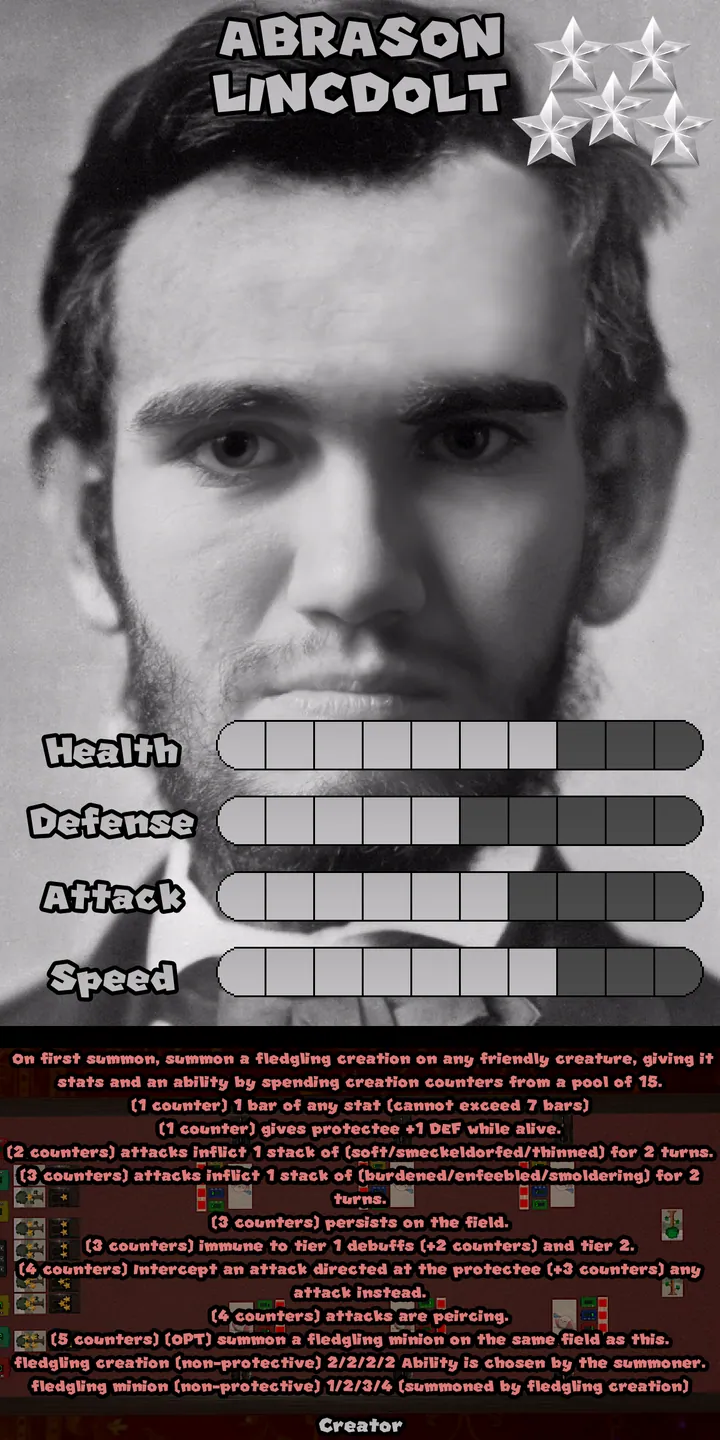 ABRASON
LINCDOLT
Health
Defense
Attack
Speed
On first summon, summon a fledgling creation on any friendly creature, giving it
stats and an ability by spending creation counters from a pool of 15.
(1 counter) 1 bar of any stat (cannot exceed 7 bars)
(1 counter) gives protectee +1 DEF while alive.
(2 counters) attacks inflict 1 stack of (soft/smeckeldorfed/thinned) for 2 turns.
(3 counters) attacks inflict 1 stack of (burdened/enfeebled/smoldering) for 2
turns.
(3 counters) persists on the field.
(3 counters) immune to tier 1 debuffs (+2 counters) and tier 2.
(4 counters) Intercept an attack directed at the protectee (+3 counters) any
attack instead.
(4 counters) attacks are peircing.
(5 counters) (OPT) summon a fledgling minion on the same field as this.
fledgling creation (non-protective) 2/2/2/2 Ability is chosen by the summoner.
fledgling minion (non-protective) 1/2/3/4 (summoned by fledgling creation)
Creator